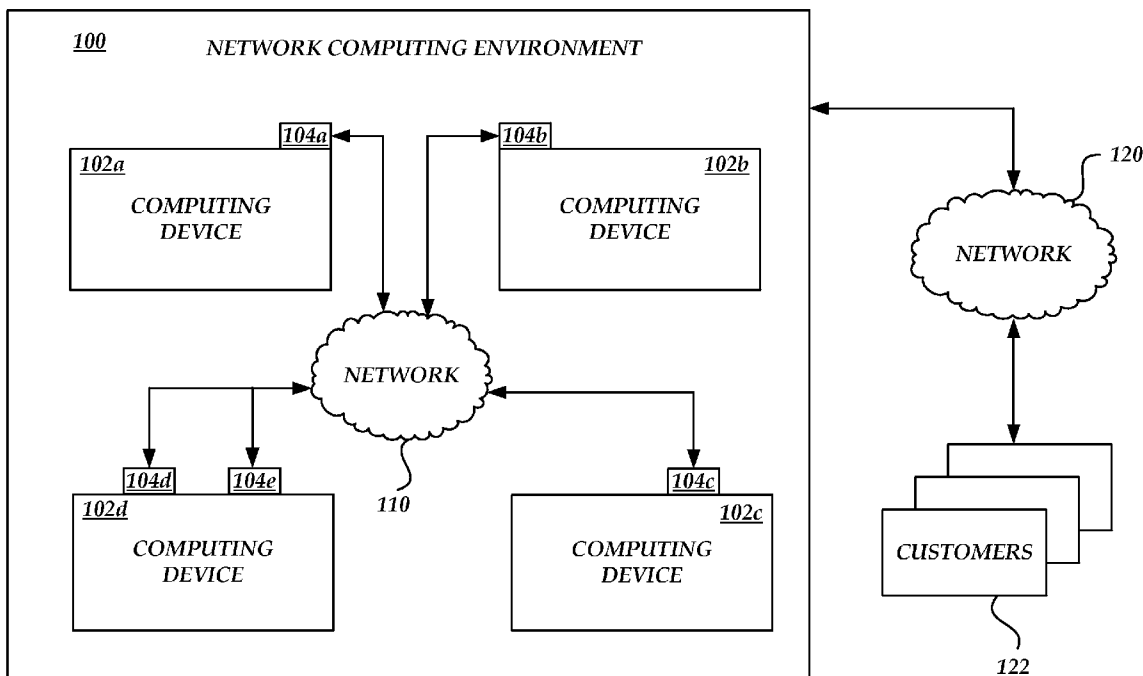 100
NETWORK COMPUTING ENVIRONMENT
104a
104b
102a
102b
COMPUTING
DEVICE
COMPUTING
DEVICE
120
NETWORK
NETWORK
104d
104e
104c
110
102d
102c
COMPUTING
DEVICE
COMPUTING
DEVICE
CUSTOMERS
122